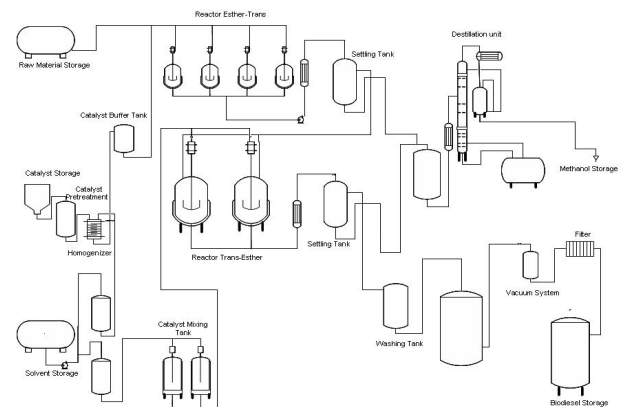 Reactor Esther-Trans
Raw Material Storage
Settling Tank
Destillation unit
Catalyst Buffer Tank
Methanol Storage
Catalyst Storage
Catalyst
Pretreatment
Homogenizer
Reactor Trans-Esther
Settling Tank
Filter
Vacuum System
Catalyst Mixing
Tank
Washing Tank
Solvent Storage
Biodiesel Storage